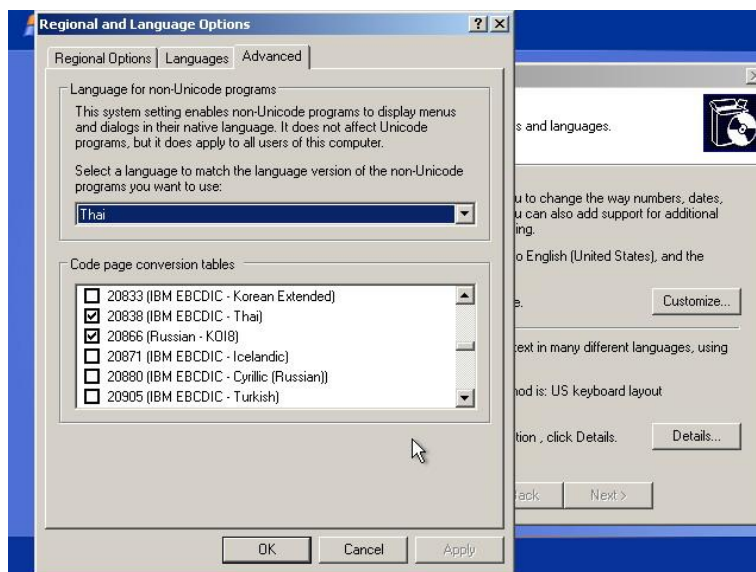 Regional and Language Options
Regional Options
Languages
Advanced
Language for non-Unicode programs
This system setting enables non-Unicode programs to display menus
and dialogs in their native language. It does not affect Unicode
programs, but it does apply to all users of this computer.
Select a language to match the language version of the non-Unicode
programs you want to use:
Thai
Code page conversion tables
20833 (IBM EBCDIC - Korean Extended)
20838 (IBM EBCDIC - Thai)
20866 (Russian - KOI8)
20871 (IBM EBCDIC - Icelandic)
20880 (IBM EBCDIC - Cyrillic (Russian))
20905 (IBM EBCDIC - Turkish)
OK
Cancel
Apply
s and languages.
u to change the way numbers, dates,
u can also add support for additional
ing.
o English (United States), and the
e.
Customize...
text in many different languages, using
nod is: US keyboard layout
tion , click Details.
Details...
ack
Next >